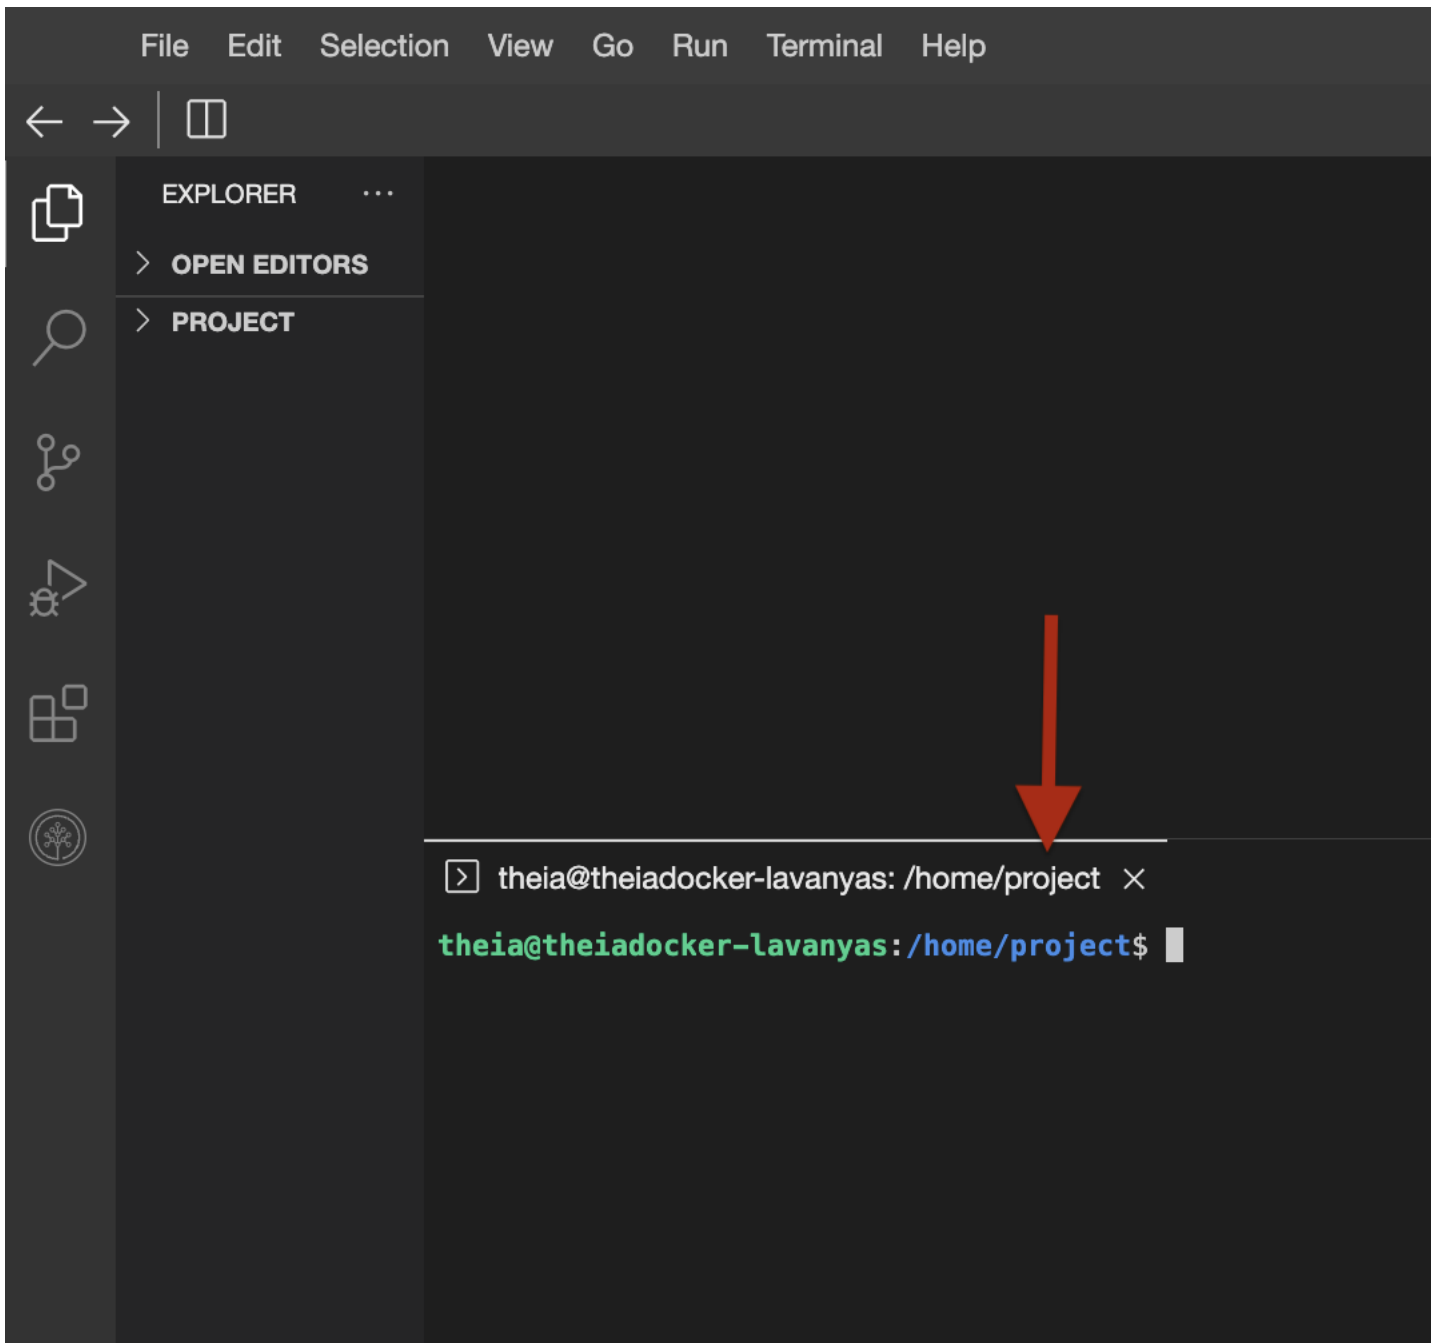 File Edit Selection View Go Run Terminal Help
EXPLORER ...
OPEN EDITORS
PROJECT
theia@theiadocker-lavanyas: /home/project
theia@theiadocker-lavanyas:/home/project$